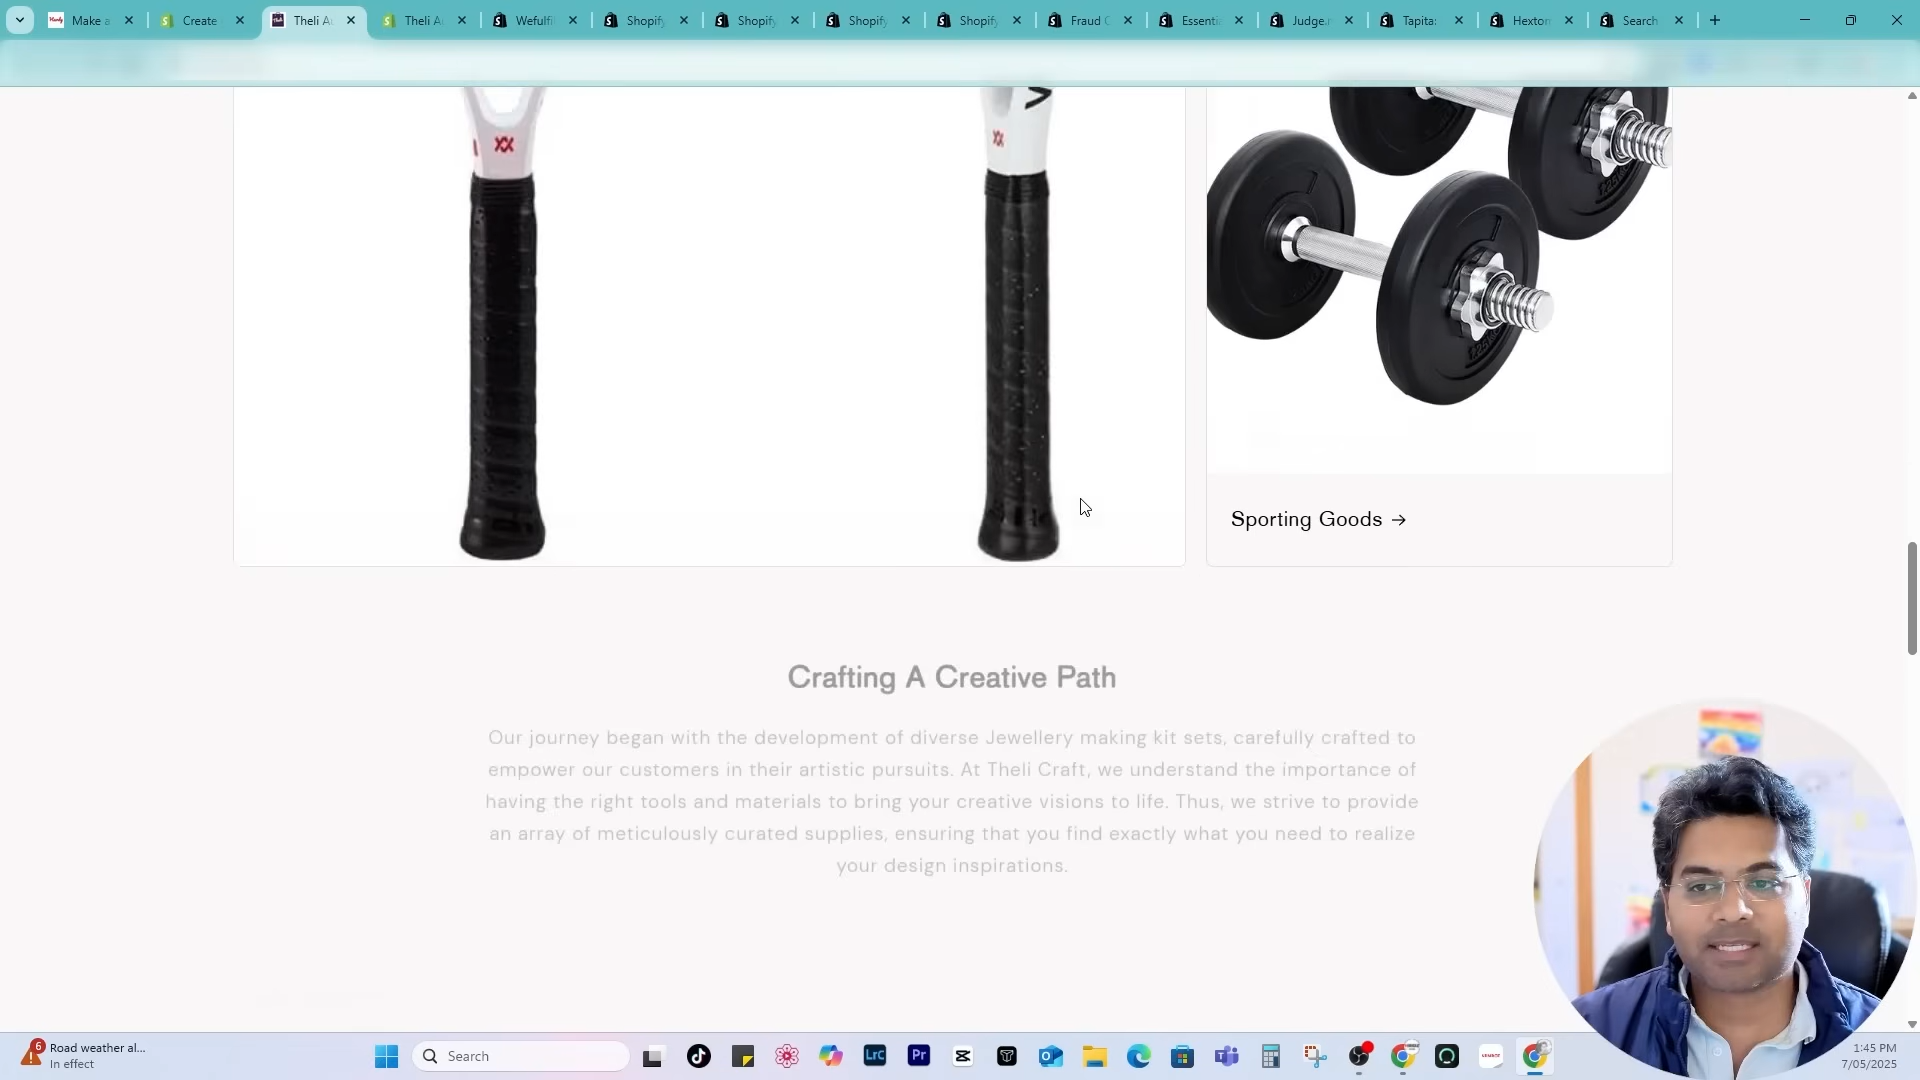 Make a
Create
Theli A
Theli A
Wefulfil
Shopify
Shopify
Shopify
Shopify
Fraud
Essentia
Judge.
Tapita:
Hexton
Search
Sporting Goods →
Crafting A Creative Path
Our journey began with the development of diverse Jewellery making kit sets, carefully crafted to
empower our customers in their artistic pursuits. At Theli Craft, we understand the importance of
having the right tools and materials to bring your creative visions to life. Thus, we strive to provide
an array of meticulously curated supplies, ensuring that you find exactly what you need to realize
your design inspirations.
6
Road weather al...
In effect
Search
LrC
Pr
1:45 PM
7/05/2025